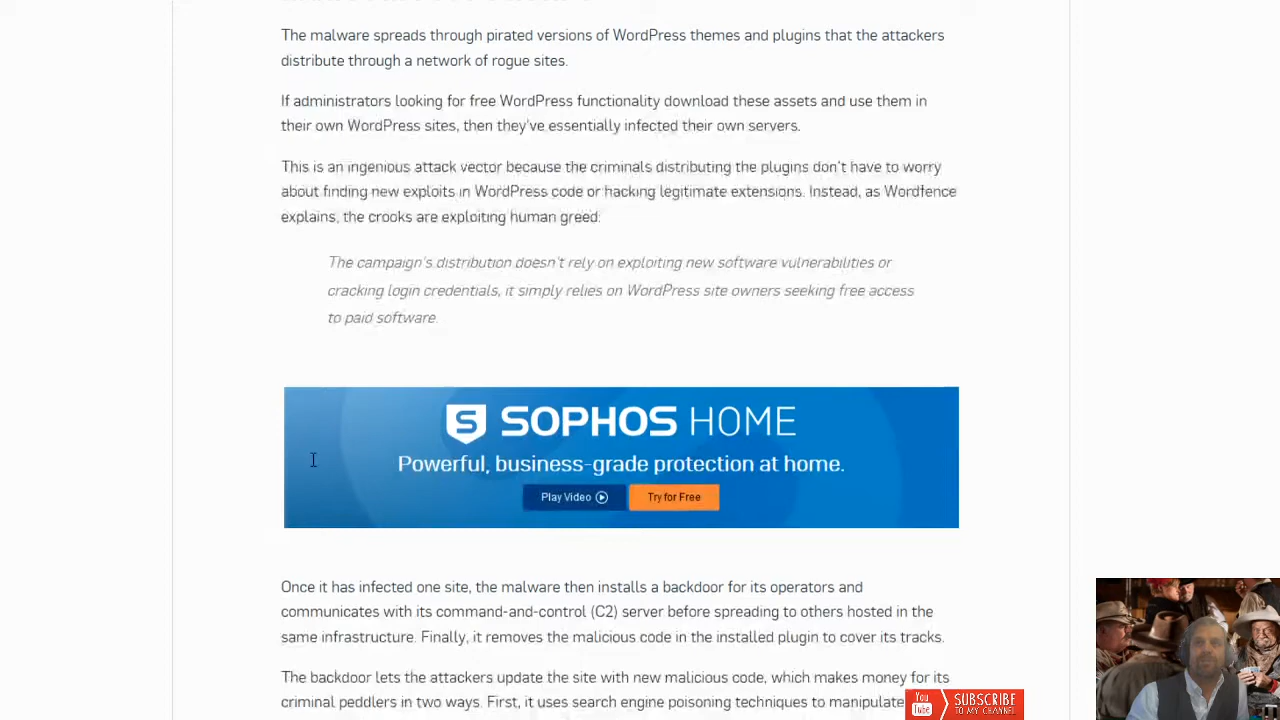 The malware spreads through pirated versions of WordPress themes and plugins that the attackers
distribute through a network of rogue sites.
If administrators looking for free WordPress functionality download these assets and use them in
their own WordPress sites, then they've essentially infected their own servers.
This is an ingenious attack vector because the criminals distributing the plugins don't have to worry
about finding new exploits in WordPress code or hacking legitimate extensions. Instead, as Wordfence
explains, the crooks are exploiting human greed:
The campaign's distribution doesn't rely on exploiting new software vulnerabilities or
cracking login credentials, it simply relies on WordPress site owners seeking free access
to paid software.
S SOPHOS HOME
Powerful, business-grade protection at home.
Play Video
Try for Free
Once it has infected one site, the malware then installs a backdoor for its operators and
communicates with its command-and-control (C2) server before spreading to others hosted in the
same infrastructure. Finally, it removes the malicious code in the installed plugin to cover its tracks.
The backdoor lets the attackers update the site with new malicious code, which makes money for its
criminal peddlers in two ways. First, it uses search engine poisoning techniques to manipulate
You Tube
SUBSCRIBE
TO MY CHANNEL